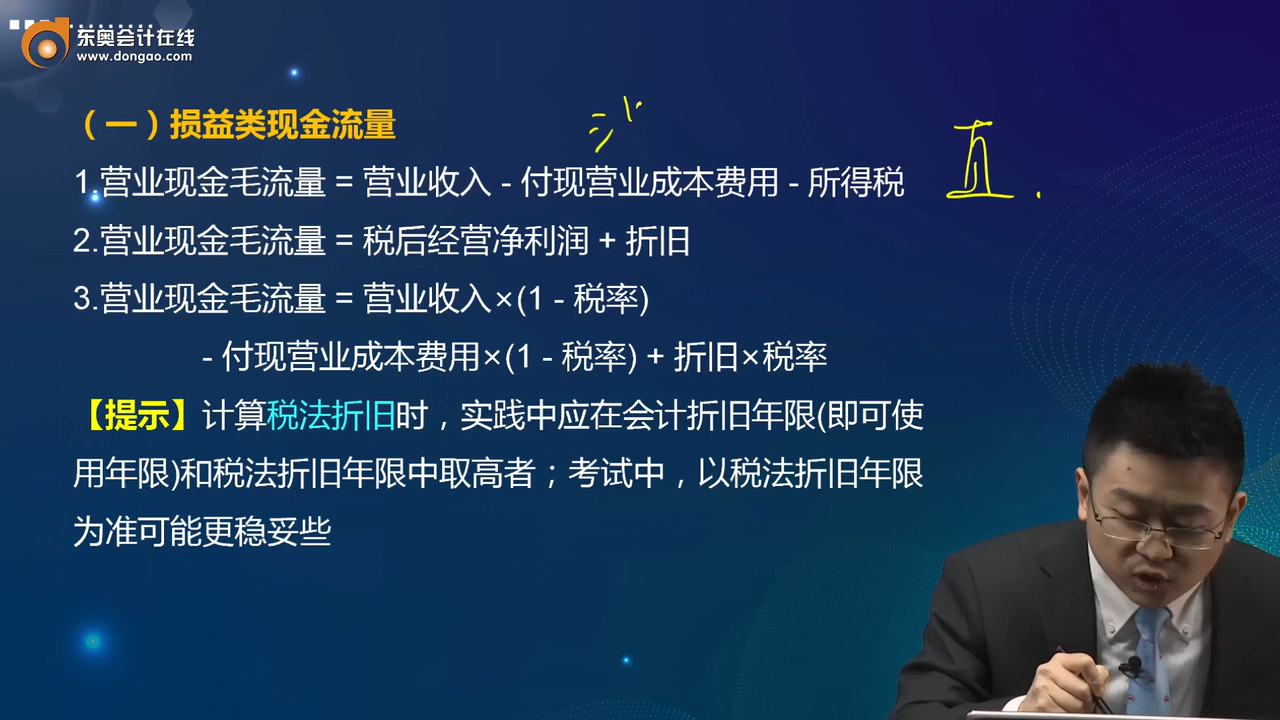 东奥会计在线
www.dongao.com
（一）损益类现金流量
1.营业现金毛流量 = 营业收入 - 付现营业成本费用 - 所得税
2.营业现金毛流量 = 税后经营净利润 + 折旧
3.营业现金毛流量 = 营业收入×(1 - 税率)
- 付现营业成本费用×(1 - 税率) + 折旧×税率
【提示】计算税法折旧时，实践中应在会计折旧年限(即可使
用年限)和税法折旧年限中取高者；考试中，以税法折旧年限
为准可能更稳妥些